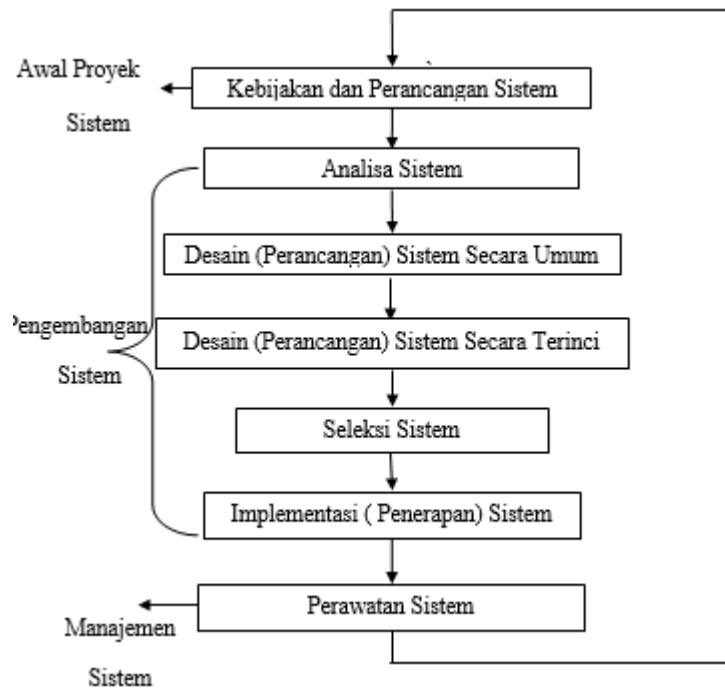 Awal Proyek
Sistem
Kebijakan dan Perancangan Sistem
Analisa Sistem
Desain (Perancangan) Sistem Secara Umum
Pengembangan
Sistem
Desain (Perancangan) Sistem Secara Terinci
Seleksi Sistem
Implementasi ( Penerapan) Sistem
Perawatan Sistem
Manajemen
Sistem